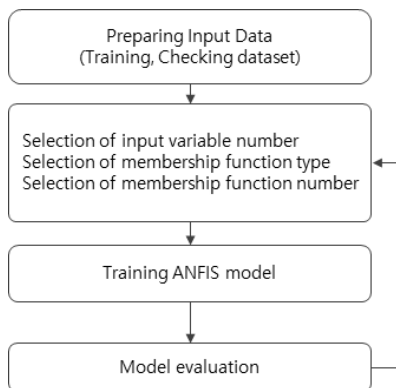 Preparing Input Data
(Training, Checking dataset)
Selection of input variable number
Selection of membership function type
Selection of membership function number
Training ANFIS model
Model evaluation